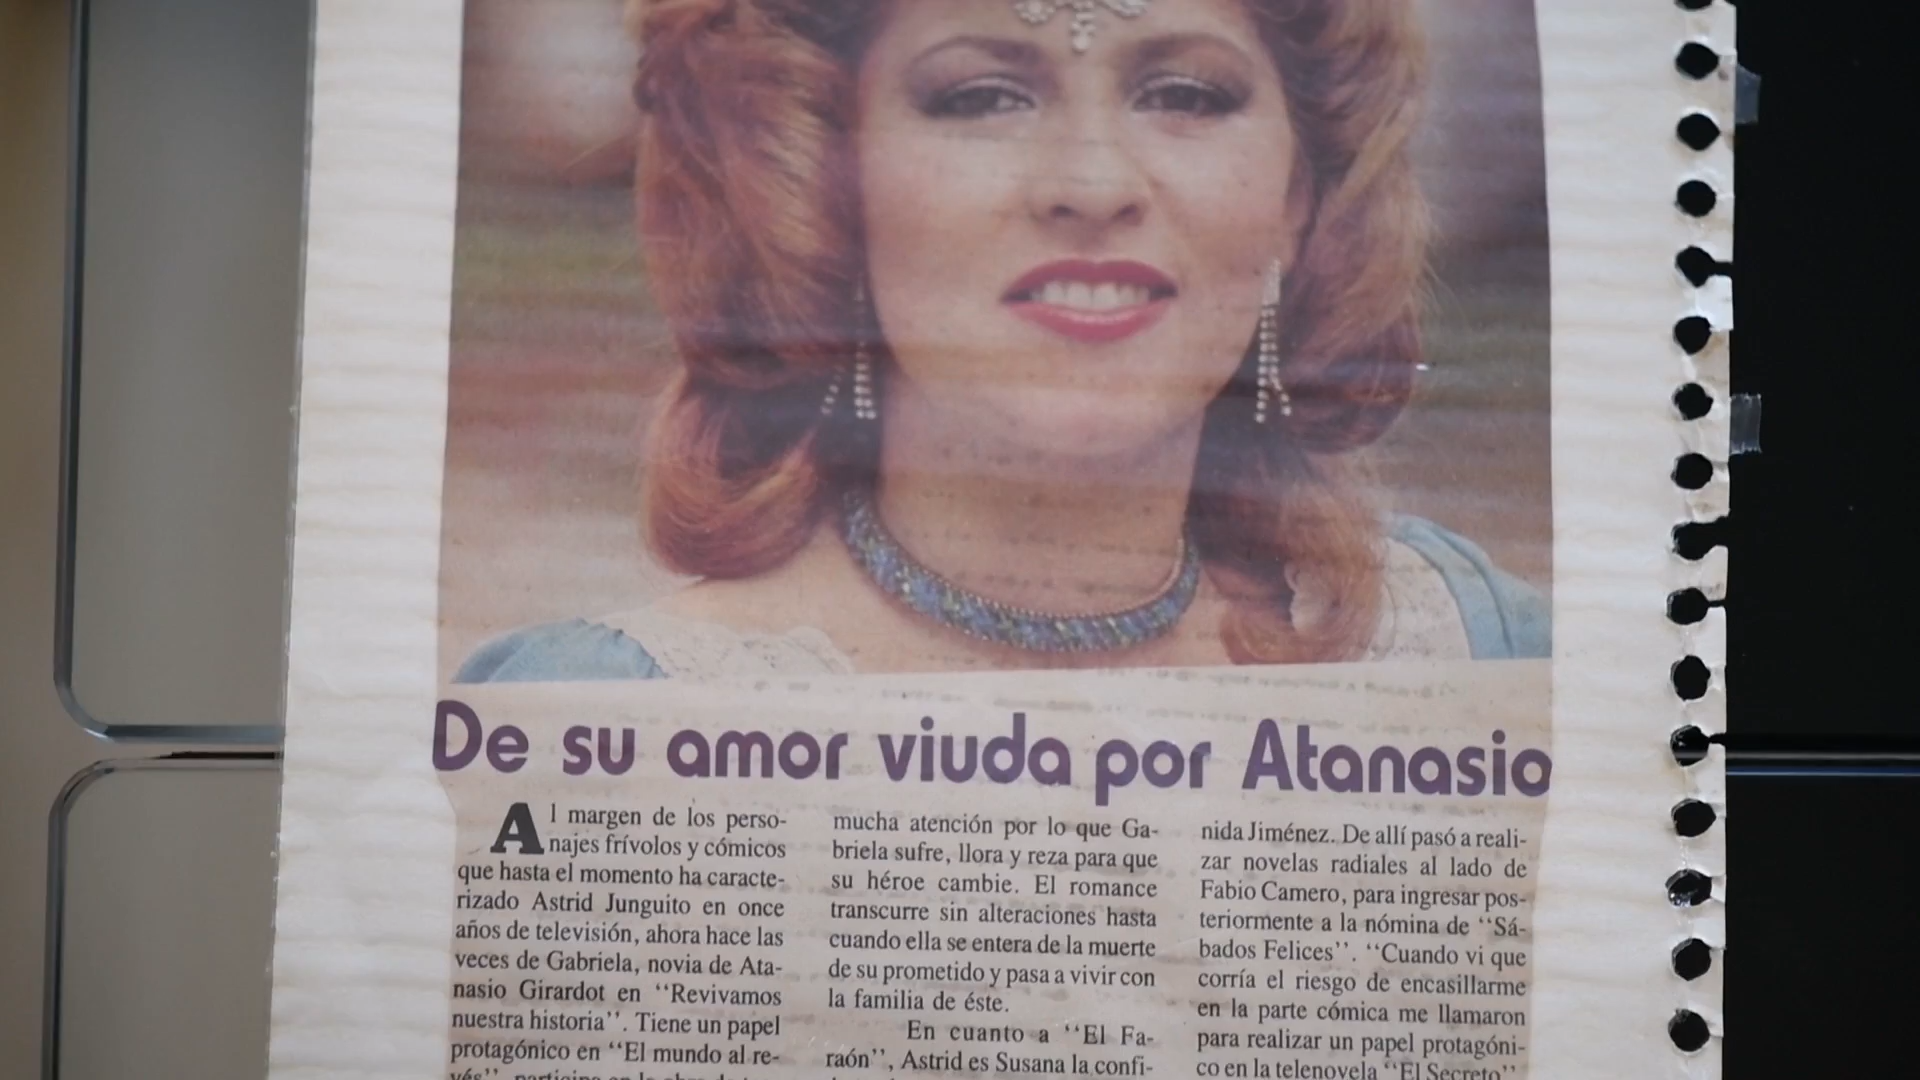 De su amor viuda por Atanasio
Al margen de los perso-
najes frívolos y cómicos
que hasta el momento ha caracte-
rizado Astrid Junguito en once
años de televisión, ahora hace las
veces de Gabriela, novia de Ata-
nasio Girardot en "Revivamos
nuestra historia". Tiene un papel
protagónico en "El mundo al re-
vés", participa en la obra de
mucha atención por lo que Ga-
briela sufre, llora y reza para que
su héroe cambie. El romance
transcurre sin alteraciones hasta
cuando ella se entera de la muerte
de su prometido y pasa a vivir con
la familia de éste.
En cuanto a "El Fa-
raón", Astrid es Susana la confi-
nida Jiménez. De allí pasó a reali-
zar novelas radiales al lado de
Fabio Camero, para ingresar pos-
teriormente a la nómina de "Sá-
bados Felices". "Cuando vi que
corría el riesgo de encasillarme
en la parte cómica me llamaron
para realizar un papel protagóni-
co en la telenovela "El Secreto"